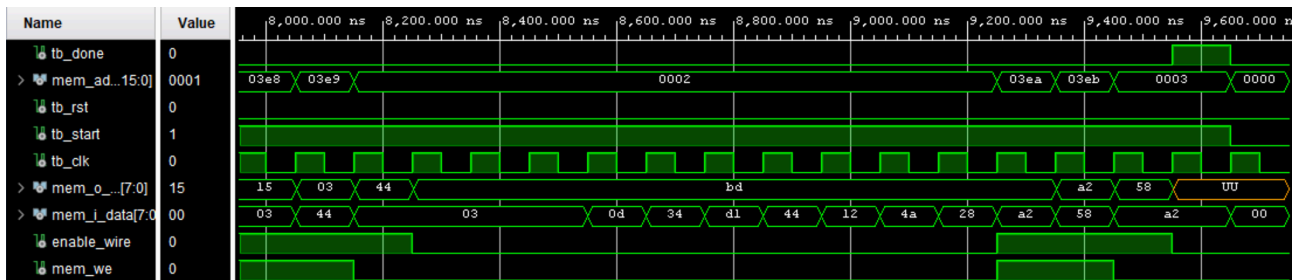 Name Value 8,000.000 ns 8,200.000 ns 8,400.000 ns 8,600.000 ns 8,800.000 ns 9,000.000 ns 9,200.000 ns 9,400.000 ns 9,600.000 n
tb_done 0
mem_ad...15:0] 0001 03e8 03e9 0002 03ea 03eb 0003 0000
tb_rst 0
tb_start 1
tb_clk 0
mem_o_...[7:0] 15 15 03 44 bd a2 58 UU
mem_i_data[7:0 00 03 44 03 0d 34 d1 44 12 4a 28 a2 58 a2 00
enable_wire 0
mem_we 0